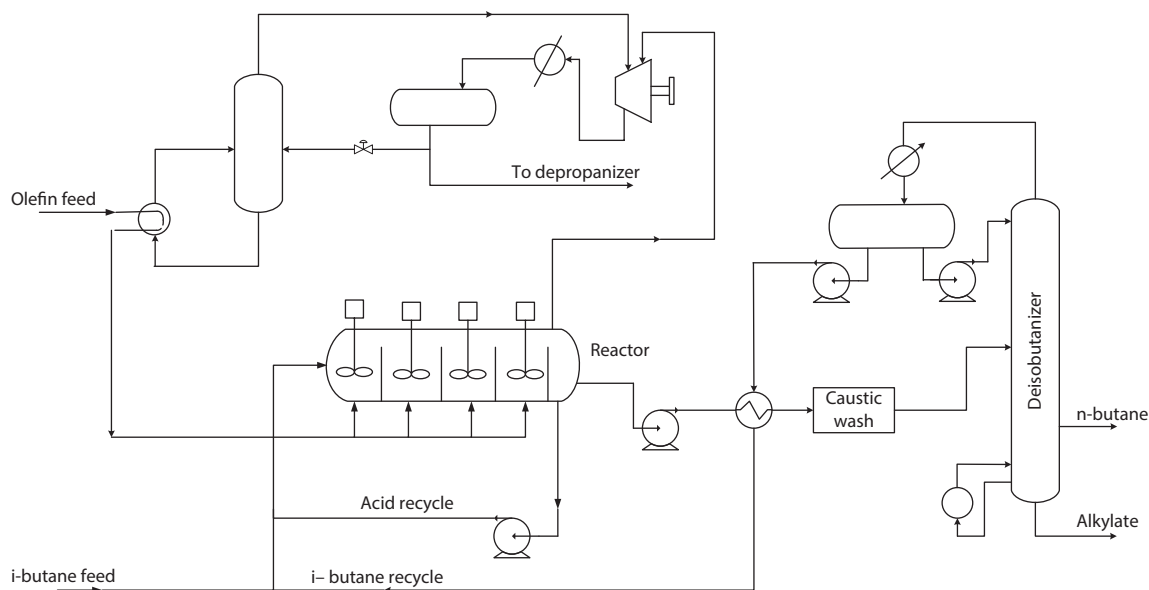 To depropanizer
Olefin feed
Reactor
Deisobutanizer
Caustic
wash
n-butane
Acid recycle
Alkylate
i-butane feed
i– butane recycle